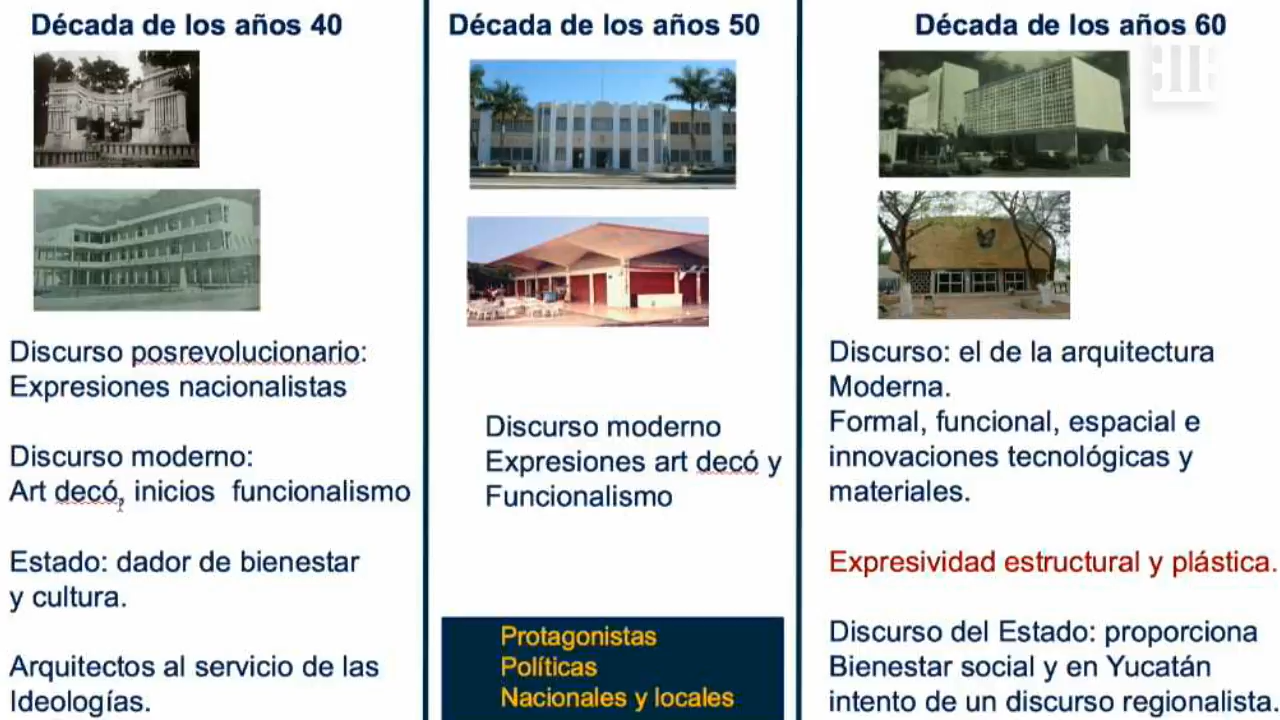 Década de los años 40
Discurso posrevolucionario:
Expresiones nacionalistas
Discurso moderno:
Art decó, inicios funcionalismo
Estado: dador de bienestar
y cultura.
Arquitectos al servicio de las
Ideologías.
Década de los años 50
Discurso moderno
Expresiones art decó y
Funcionalismo
Protagonistas
Políticas
Nacionales y locales
Década de los años 60
Discurso: el de la arquitectura
Moderna.
Formal, funcional, espacial e
innovaciones tecnológicas y
materiales.
Expresividad estructural y plástica.
Discurso del Estado: proporciona
Bienestar social y en Yucatán
intento de un discurso regionalista.